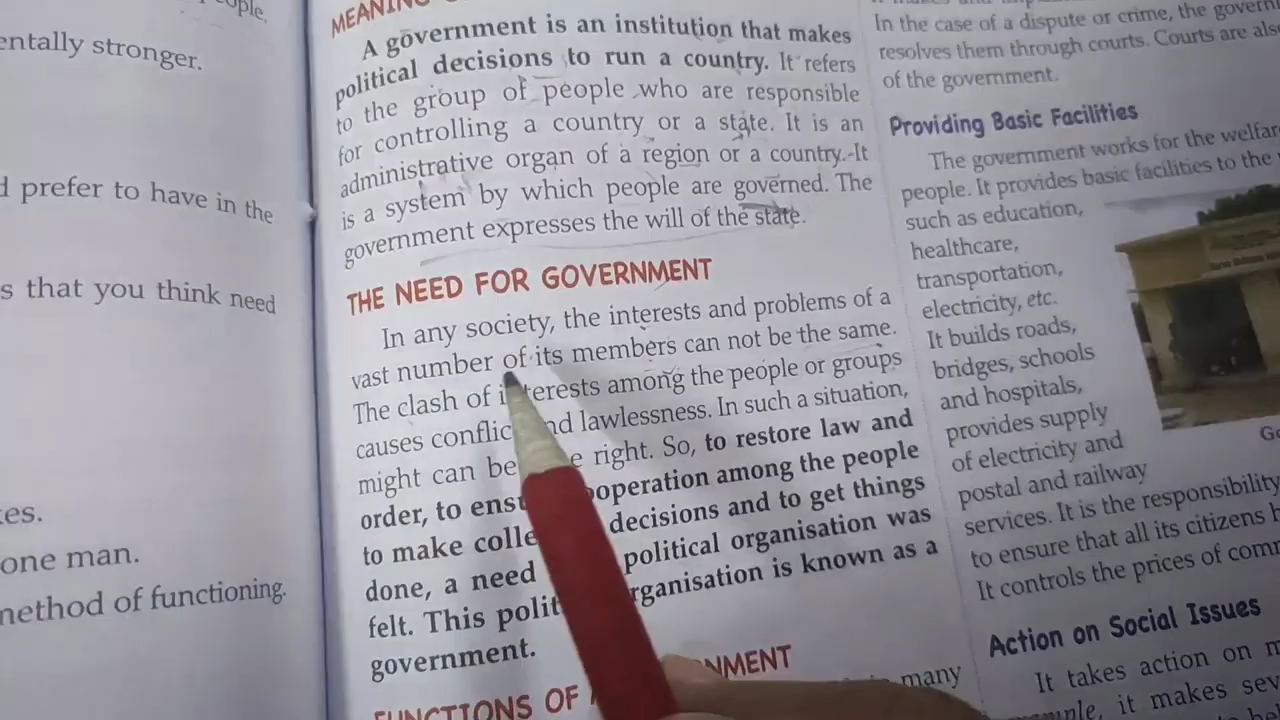 entally stronger.
prefer to have in the
s that you think need
one man.
of functioning.
MEANING
A government is an institution that makes
political decisions to run a country. It refers
to the group of people who are responsible
for controlling a country or a state. It is an
administrative organ of a region or a country. It
is a system by which people are governed. The
government expresses the will of the state.
THE NEED FOR GOVERNMENT
In any society, the interests and problems of a
vast number of its members can not be the same.
The clash of interests among the people or groups
causes conflic nd lawlessness. In such a situation,
might can be e right. So, to restore law and
order, to ens ooperation among the people
to make colle decisions and to get things
done, a need political organisation was
felt. This polit rganisation is known as a
government.
FUNCTIONS OF NMENT
many
In the case of a dispute or crime, the govern
resolves them through courts. Courts are also
of the government.
Providing Basic Facilities
The government works for the welfar
people. It provides basic facilities to the
such as education,
healthcare,
transportation,
electricity, etc.
It builds roads,
bridges, schools
and hospitals,
provides supply
of electricity and
postal and railway
services. It is the responsibility
to ensure that all its citizens
It controls the prices of com
Action on Social Issues
It takes action on
it makes sev